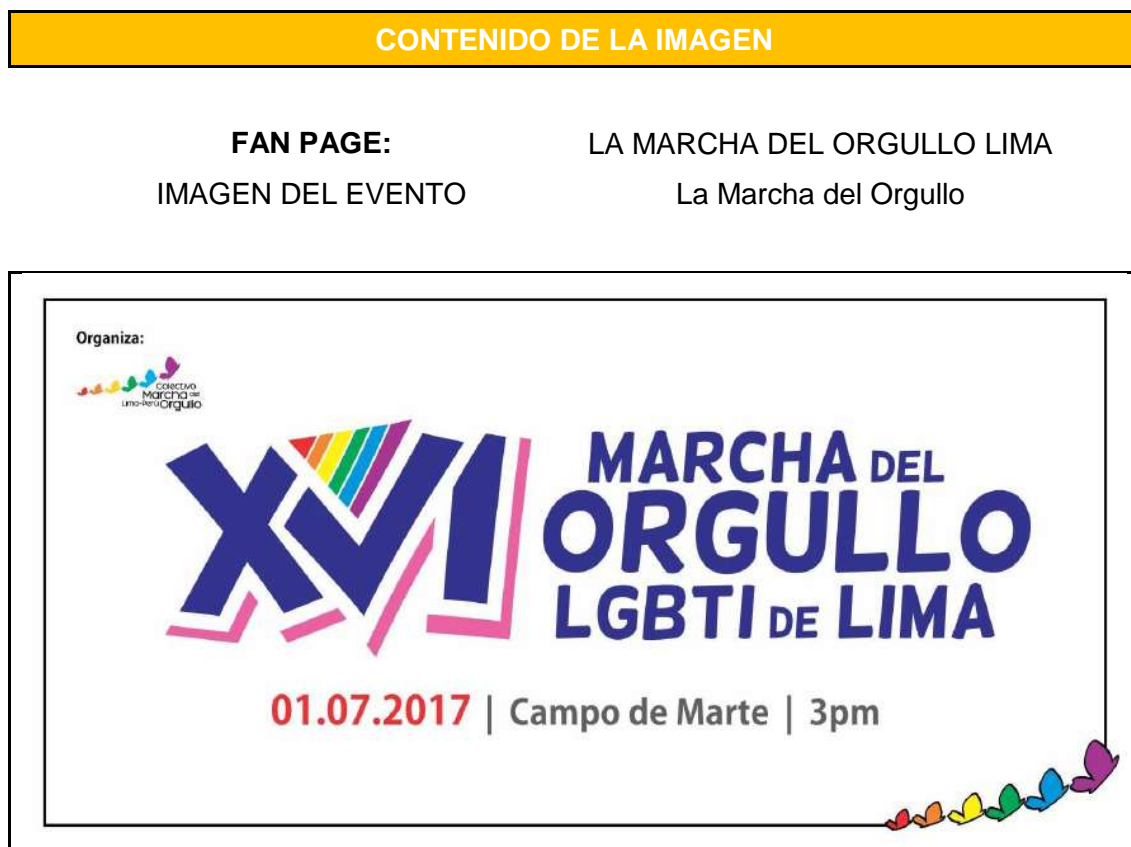 CONTENIDO DE LA IMAGEN
FAN PAGE: LA MARCHA DEL ORGULLO LIMA
IMAGEN DEL EVENTO La Marcha del Orgullo
Organiza:
Colectivo
Marcha del
Lima-Perú Orgullo
XVI
MARCHA DEL
ORGULLO
LGBTI DE LIMA
01.07.2017 | Campo de Marte | 3pm